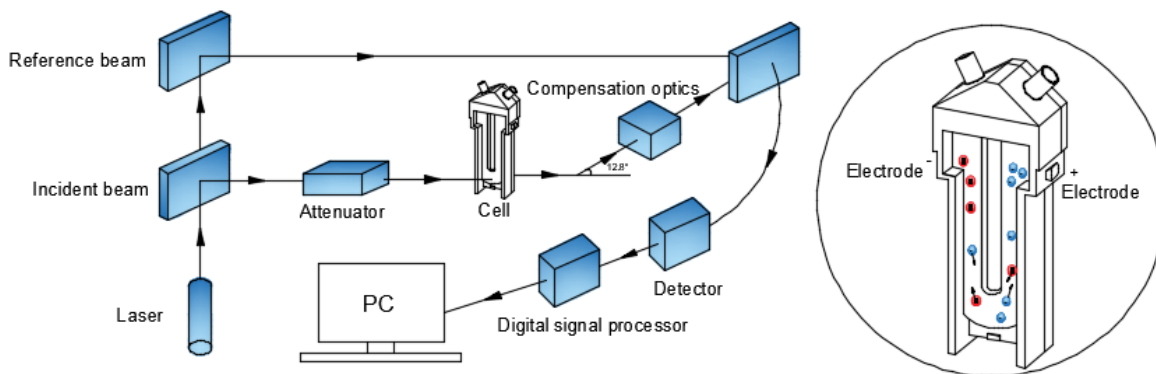 Reference beam
Compensation optics
12.8°
Incident beam
Attenuator
Cell
Electrode -
+
Electrode
Laser
PC
Detector
Digital signal processor